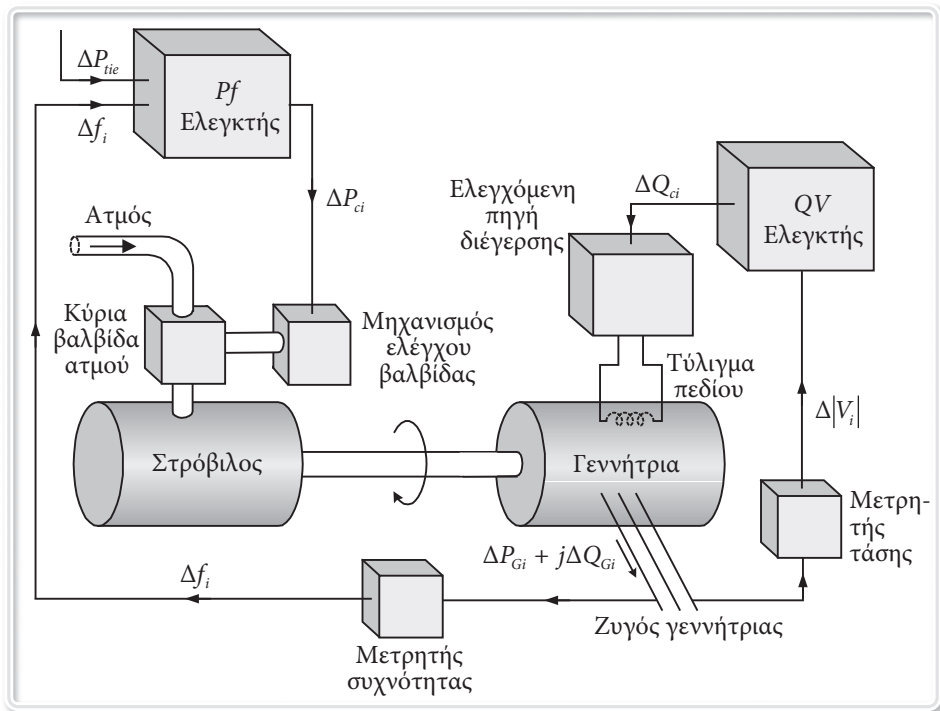 ΔP_tie
Δf_i
Pf
Ελεγκτής
ΔP_ci
Ατμός
Κύρια
βαλβίδα
ατμού
Μηχανισμός
ελέγχου
βαλβίδας
Ελεγχόμενη
πηγή
διέγερσης
ΔQ_ci
QV
Ελεγκτής
Τύλιγμα
πεδίου
Δ|V_i|
Στρόβιλος
Γεννήτρια
Μετρη-
τής
τάσης
ΔP_Gi + jΔQ_Gi
Δf_i
Ζυγός γεννήτριας
Μετρητής
συχνότητας